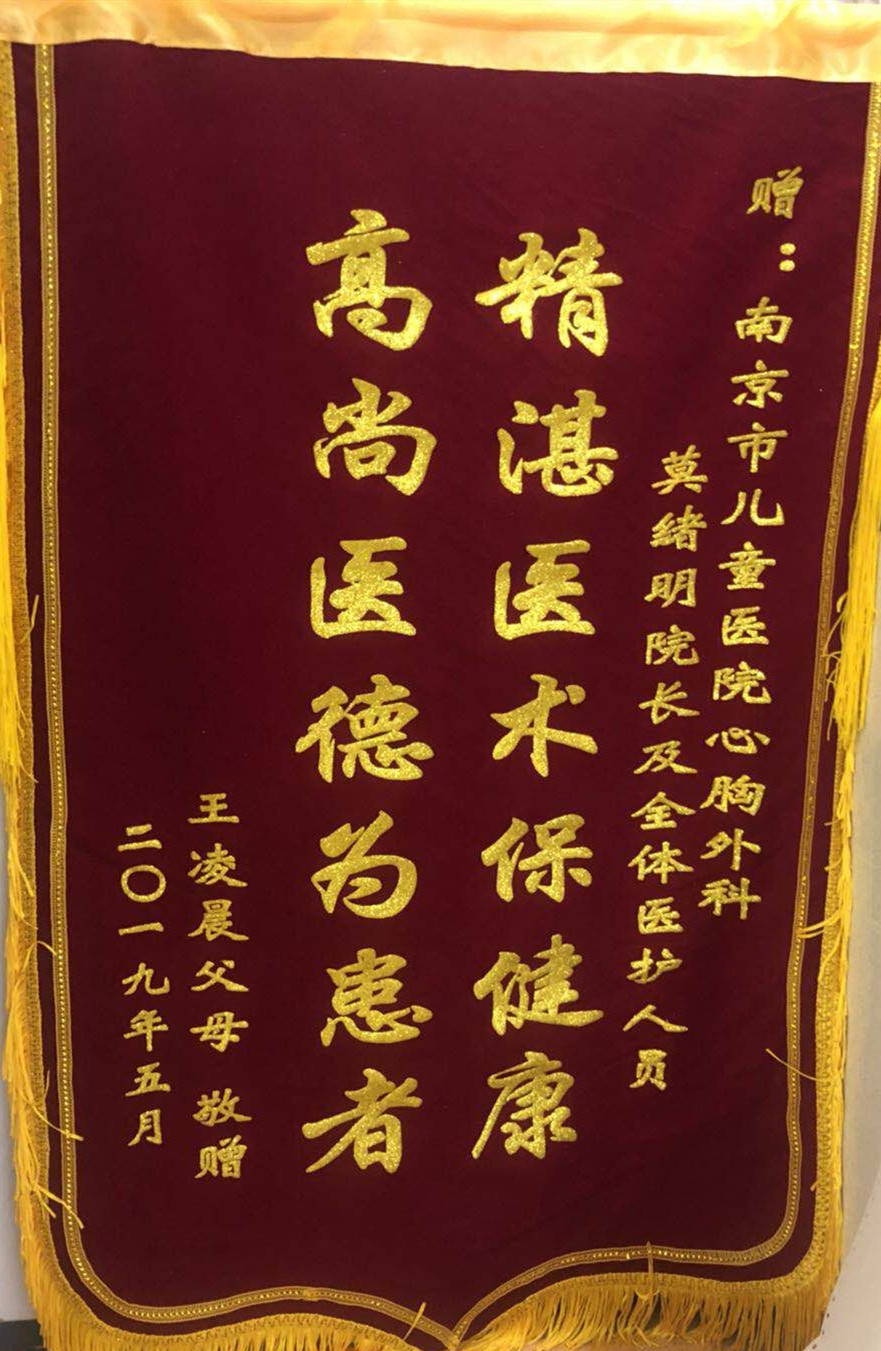 赠：南京市儿童医院心胸外科
莫绪明院长及全体医护人员
精湛医术保健康
高尚医德为患者
王凌晨父母 敬赠
二〇一九年五月